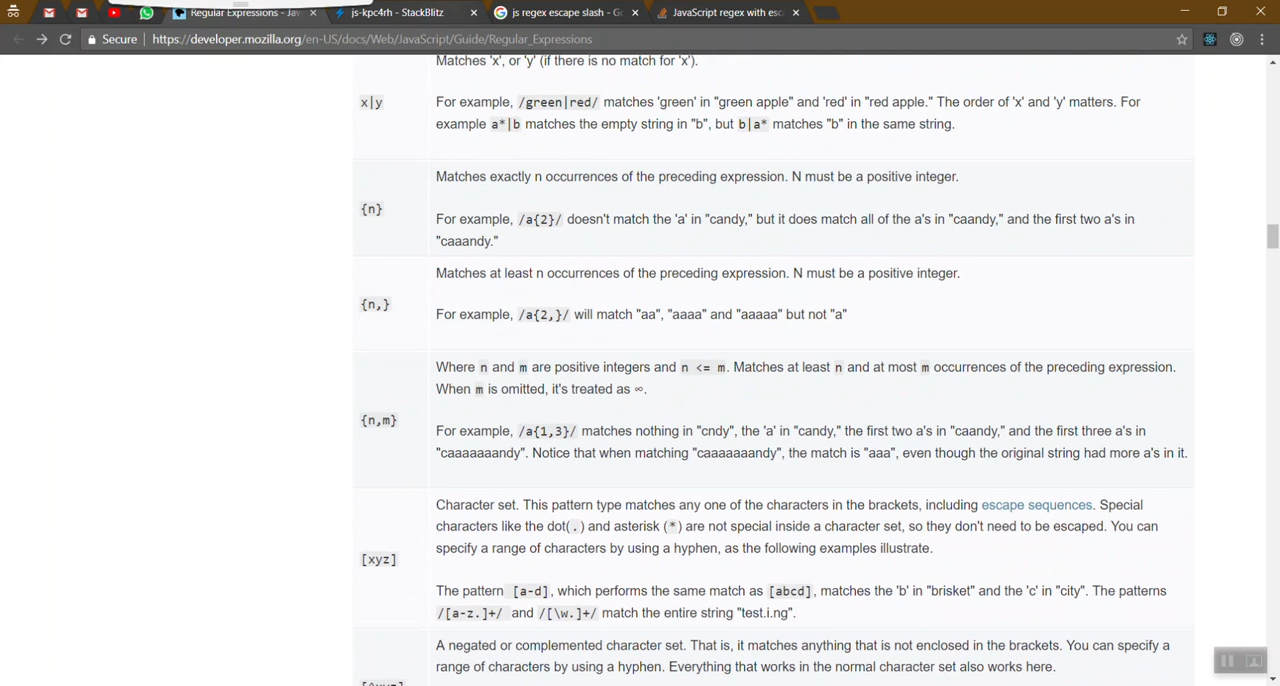 Regular Expressions - Jav
js-kpc4rh - StackBlitz
js regex escape slash - Go
JavaScript regex with esc
Secure
https://developer.mozilla.org/en-US/docs/Web/JavaScript/Guide/Regular_Expressions
Matches 'x', or 'y' (if there is no match for 'x').
x|y
For example, /green|red/ matches 'green' in "green apple" and 'red' in "red apple." The order of 'x' and 'y' matters. For
example a*|b matches the empty string in "b", but b|a* matches "b" in the same string.
Matches exactly n occurrences of the preceding expression. N must be a positive integer.
{n}
For example, /a{2}/ doesn't match the 'a' in "candy," but it does match all of the a's in "caandy," and the first two a's in
"caaandy."
Matches at least n occurrences of the preceding expression. N must be a positive integer.
{n,}
For example, /a{2,}/ will match "aa", "aaaa" and "aaaaa" but not "a"
Where n and m are positive integers and n <= m. Matches at least n and at most m occurrences of the preceding expression.
When m is omitted, it's treated as ∞.
{n,m}
For example, /a{1,3}/ matches nothing in "cndy", the 'a' in "candy," the first two a's in "caandy," and the first three a's in
"caaaaaaandy". Notice that when matching "caaaaaaandy", the match is "aaa", even though the original string had more a's in it.
Character set. This pattern type matches any one of the characters in the brackets, including escape sequences. Special
characters like the dot(.) and asterisk (*) are not special inside a character set, so they don't need to be escaped. You can
specify a range of characters by using a hyphen, as the following examples illustrate.
[xyz]
The pattern [a-d], which performs the same match as [abcd], matches the 'b' in "brisket" and the 'c' in "city". The patterns
/[a-z.]+/ and /[\w.]+/ match the entire string "test.i.ng".
A negated or complemented character set. That is, it matches anything that is not enclosed in the brackets. You can specify a
range of characters by using a hyphen. Everything that works in the normal character set also works here.